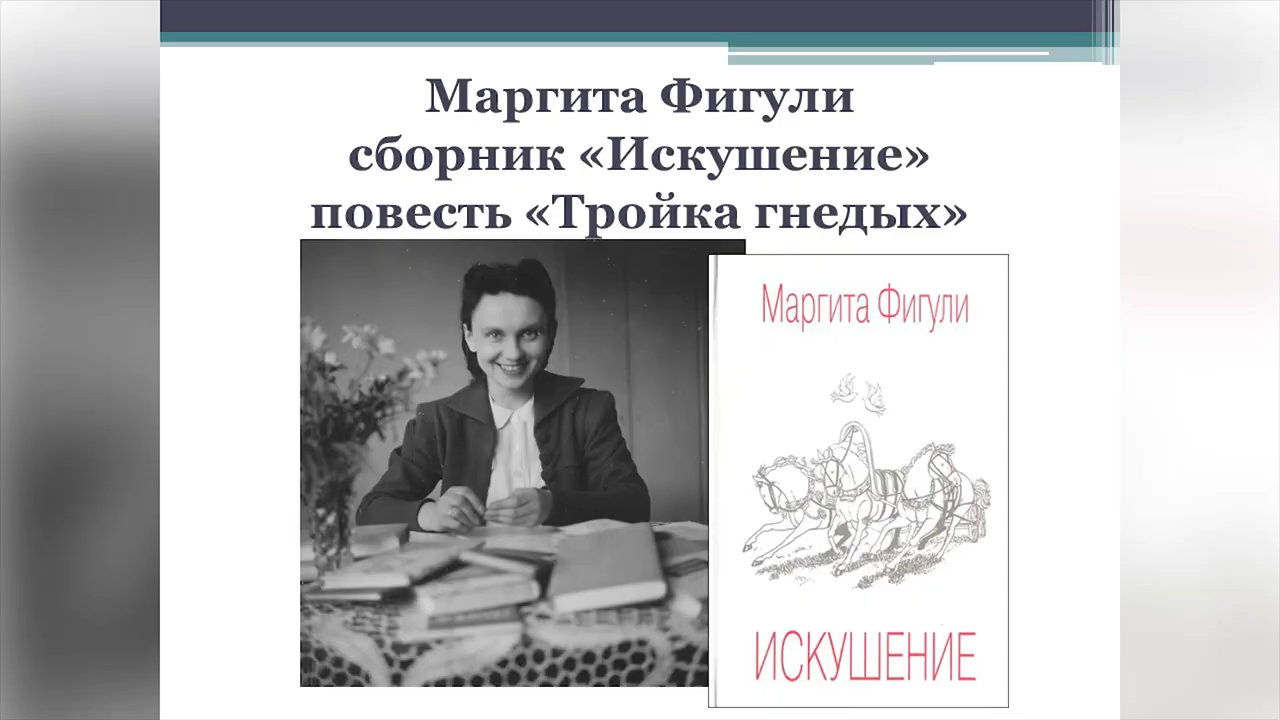 Маргита Фигули
сборник «Искушение»
повесть «Тройка гнедых»
Маргита Фигули
ИСКУШЕНИЕ